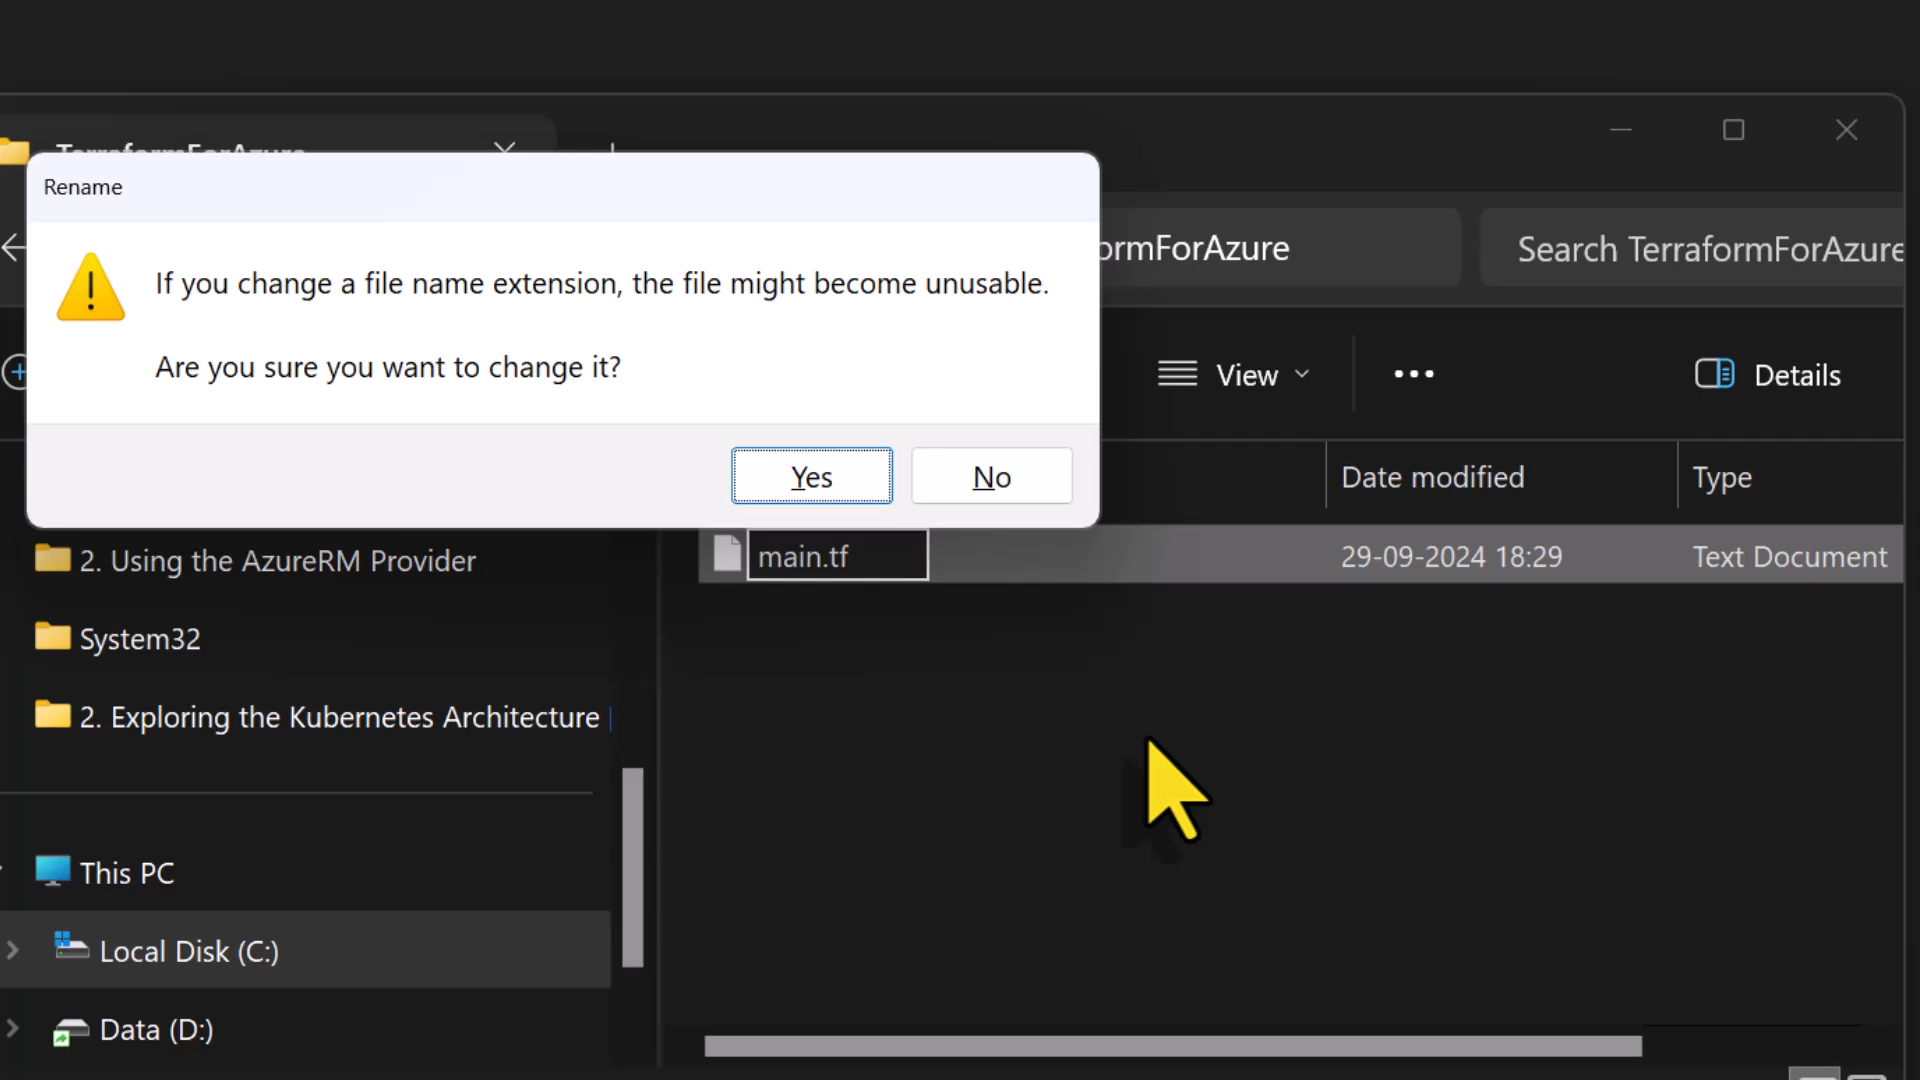 TerraformForAzure
Rename
If you change a file name extension, the file might become unusable.
Are you sure you want to change it?
Yes
No
ormForAzure
Search TerraformForAzure
View
Details
Date modified
Type
main.tf
29-09-2024 18:29
Text Document
2. Using the AzureRM Provider
System32
2. Exploring the Kubernetes Architecture
This PC
Local Disk (C:)
Data (D:)